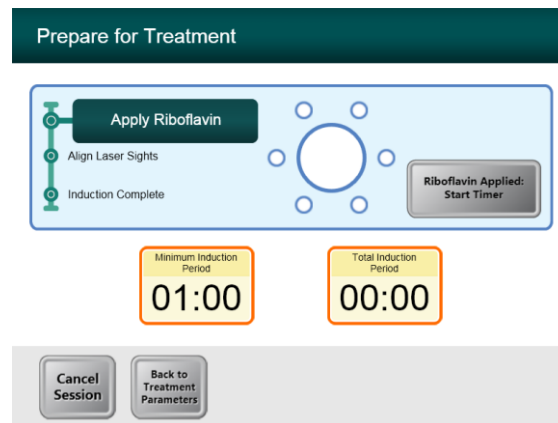 Prepare for Treatment
Apply Riboflavin
Align Laser Sights
Induction Complete
Riboflavin Applied:
Start Timer
Minimum Induction
Period
01:00
Total Induction
Period
00:00
Cancel
Session
Back to
Treatment
Parameters